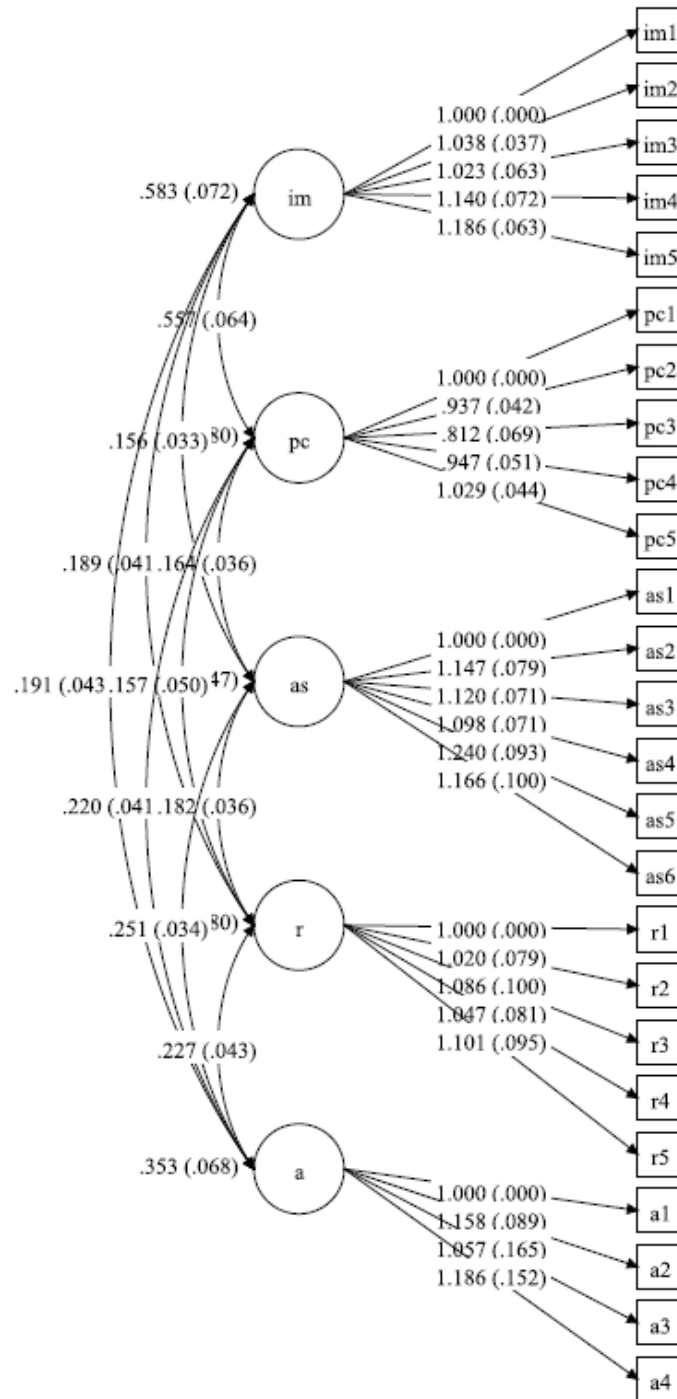 im1
im2
1.000 (.000)
1.038 (.037)
im3
1.023 (.063)
.583 (.072)
im
1.140 (.072)
im4
1.186 (.063)
im5
.557 (.064)
pc1
pc2
1.000 (.000)
.937 (.042)
.156 (.033)
80)
pc
.812 (.069)
pc3
.947 (.051)
pc4
1.029 (.044)
pc5
.189 (.041
.164 (.036)
as1
1.000 (.000)
as2
1.147 (.079)
.191 (.043
.157 (.050)
47)
as
1.120 (.071)
as3
1.098 (.071)
as4
1.240 (.093)
1.166 (.100)
as5
.220 (.041
.182 (.036)
as6
.251 (.034)
80)
r
1.000 (.000)
r1
1.020 (.079)
r2
1.086 (.100)
1.047 (.081)
r3
1.101 (.095)
.227 (.043)
r4
r5
.353 (.068)
a
1.000 (.000)
a1
1.158 (.089)
1.057 (.165)
a2
1.186 (.152)
a3
a4